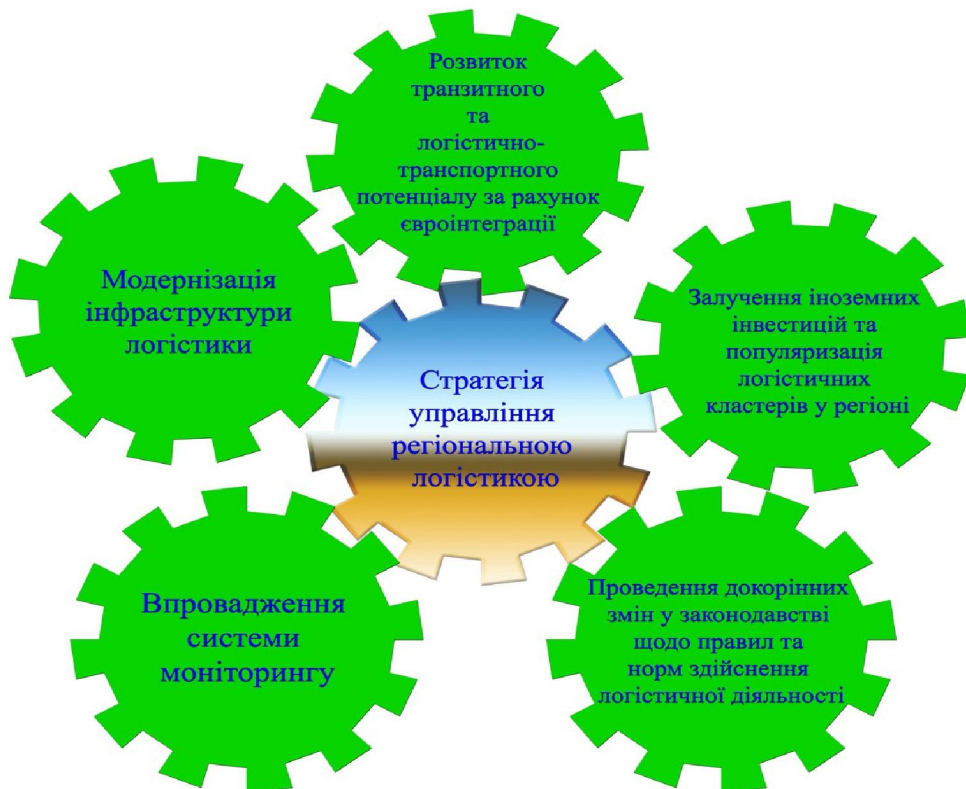 Розвиток
транзитного
та
логістично-
транспортного
потенціалу за рахунок
євроінтеграції
Модернізація
інфраструктури
логістики
Залучення іноземних
інвестицій та
популяризація
логістичних
кластерів у регіоні
Стратегія
управління
регіональною
логістикою
Впровадження
системи
моніторингу
Проведення докорінних
змін у законодавстві
щодо правил та
норм здійснення
логістичної діяльності